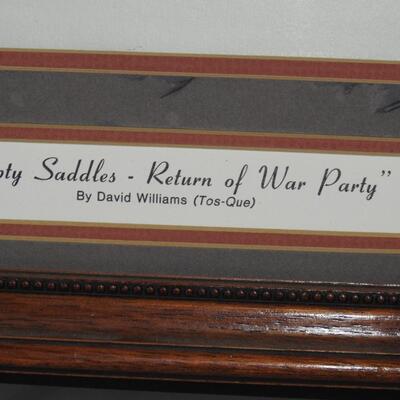 pty Saddles - Return of War Party”
By David Williams (Tos-Que)